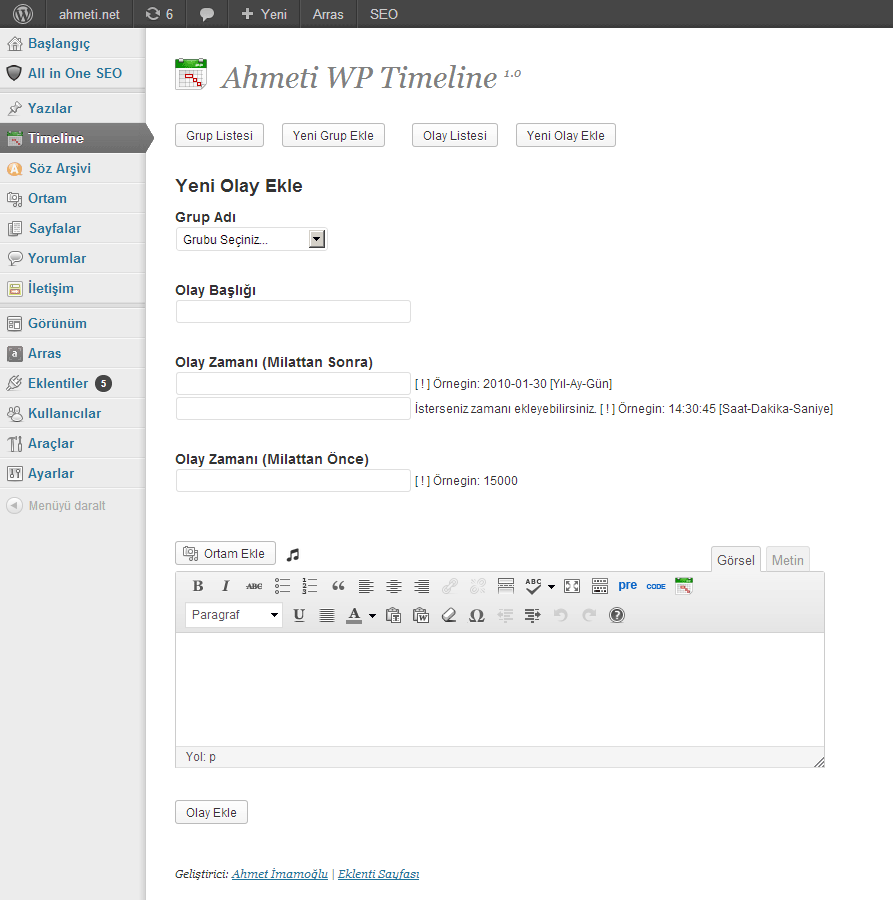 ahmeti.net 6 Yeni Arras SEO
Başlangıç
All in One SEO
Yazılar
Timeline
Söz Arşivi
Ortam
Sayfalar
Yorumlar
İletişim
Görünüm
Arras
Eklentiler 5
Kullanıcılar
Araçlar
Ayarlar
Menüyü daralt
Ahmeti WP Timeline 1.0
Grup Listesi Yeni Grup Ekle Olay Listesi Yeni Olay Ekle
Yeni Olay Ekle
Grup Adı
Grubu Seçiniz...
Olay Başlığı
Olay Zamanı (Milattan Sonra)
[ ! ] Örnegin: 2010-01-30 [Yıl-Ay-Gün]
İsterseniz zamanı ekleyebilirsiniz. [ ! ] Örnegin: 14:30:45 [Saat-Dakika-Saniye]
Olay Zamanı (Milattan Önce)
[ ! ] Örnegin: 15000
Ortam Ekle Görsel Metin
B I ABC ABC pre CODE
Paragraf U A T W Ω ?
Yol: p
Olay Ekle
Geliştirici: Ahmet İmamoğlu | Eklenti Sayfası